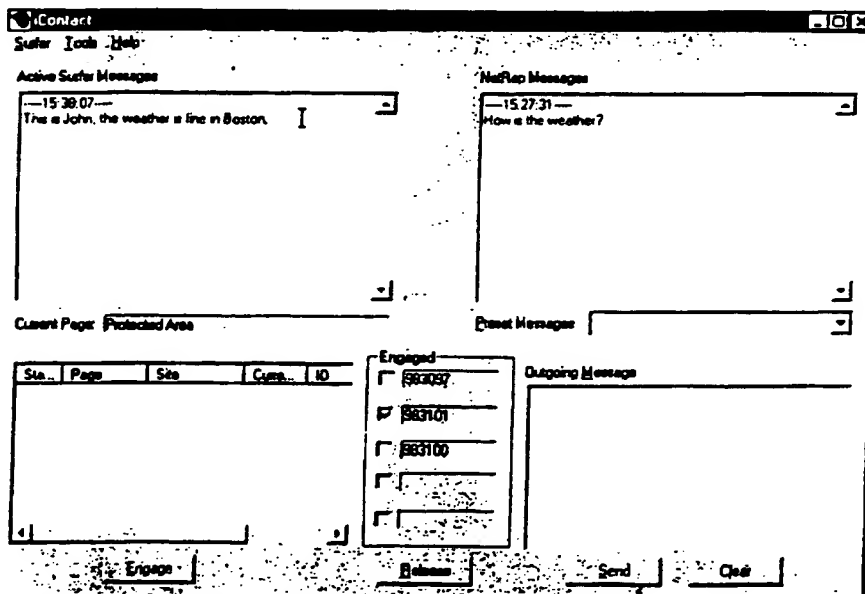 iContact
Surfer Tools Help
Active Surfer Messages
----15:38:07----
This is John, the weather is fine in Boston.
NetRep Messages
----15:27:31----
How is the weather?
Current Page: Protected Area
Preset Messages
Sta... Page Site Curre... ID
Engaged
983097
983101
983100
Outgoing Message
Engage
Release
Send
Clear